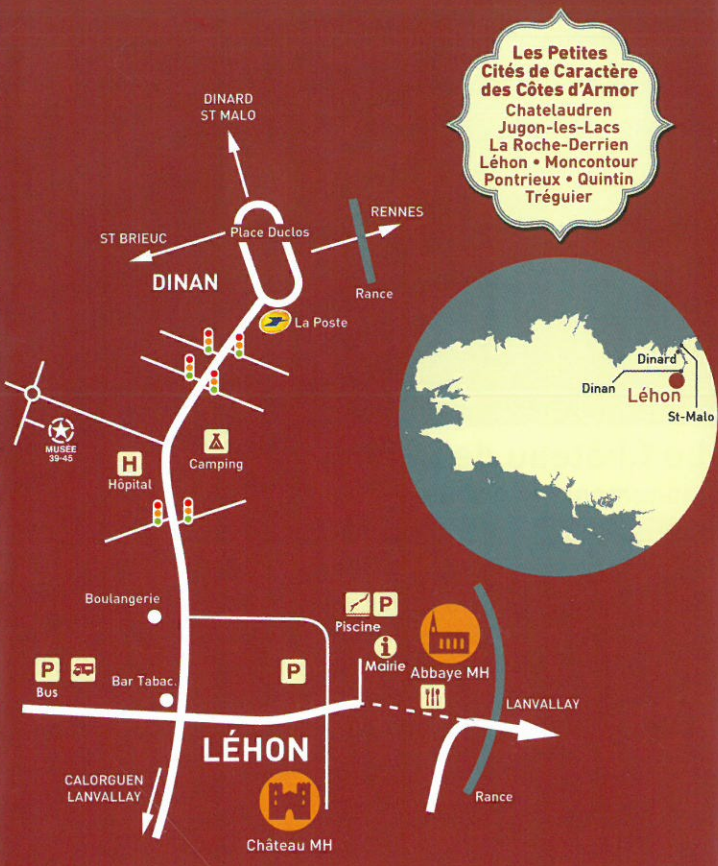 Les Petites
Cités de Caractère
des Côtes d'Armor
Chatelaudren
Jugon-les-Lacs
La Roche-Derrien
Léhon • Moncontour
Pontrieux • Quintin
Tréguier
DINARD
ST MALO
ST BRIEUC
Place Duclos
RENNES
DINAN
Rance
La Poste
MUSÉE
39-45
H
Hôpital
Camping
Dinard
Dinan
Léhon
St-Malo
Boulangerie
P
Piscine
i
Mairie
Abbaye MH
P
Bus
Bar Tabac.
P
LANVALLAY
LÉHON
CALORGUEN
LANVALLAY
Rance
Château MH